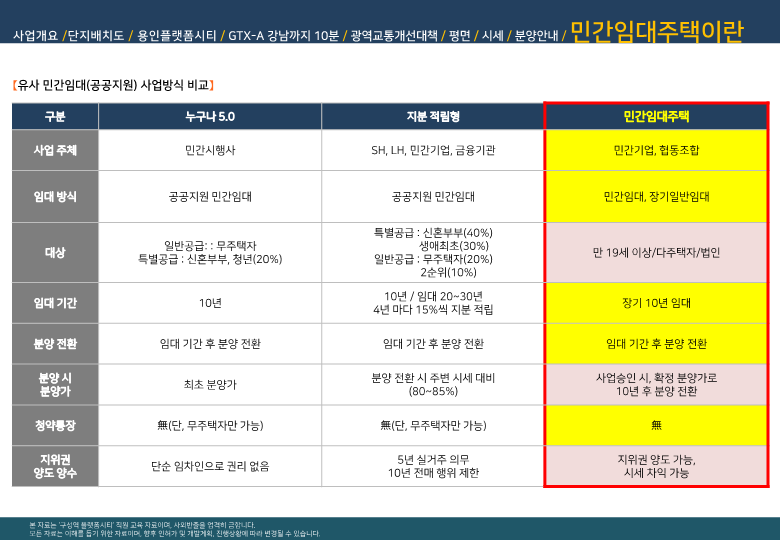 사업개요 /단지배치도 / 용인플랫폼시티 / GTX-A 강남까지 10분 / 광역교통개선대책 / 평면 / 시세 / 분양안내 / 민간임대주택이란
【유사 민간임대(공공지원) 사업방식 비교】
구분 누구나 5.0 지분 적립형 민간임대주택
사업 주체 민간시행사 SH, LH, 민간기업, 금융기관 민간기업, 협동조합
임대 방식 공공지원 민간임대 공공지원 민간임대 민간임대, 장기일반임대
대상
일반공급: : 무주택자
특별공급 : 신혼부부, 청년(20%)
특별공급 : 신혼부부(40%)
생애최초(30%)
일반공급 : 무주택자(20%)
2순위(10%)
만 19세 이상/다주택자/법인
임대 기간
10년
10년 / 임대 20~30년
4년 마다 15%씩 지분 적립
장기 10년 임대
분양 전환 임대 기간 후 분양 전환 임대 기간 후 분양 전환 임대 기간 후 분양 전환
분양 시
분양가
최초 분양가
분양 전환 시 주변 시세 대비
(80~85%)
사업승인 시, 확정 분양가로
10년 후 분양 전환
청약통장 無(단, 무주택자만 가능) 無(단, 무주택자만 가능) 無
지위권
양도 양수
단순 임차인으로 권리 없음
5년 실거주 의무
10년 전매 행위 제한
지위권 양도 가능,
시세 차익 가능
본 자료는 '구성역 플랫폼시티' 직원 교육 자료이며, 사외반출을 엄격히 금합니다.
모든 자료는 이해를 돕기 위한 자료이며, 향후 인허가 및 개발계획, 진행상황에 따라 변경될 수 있습니다.